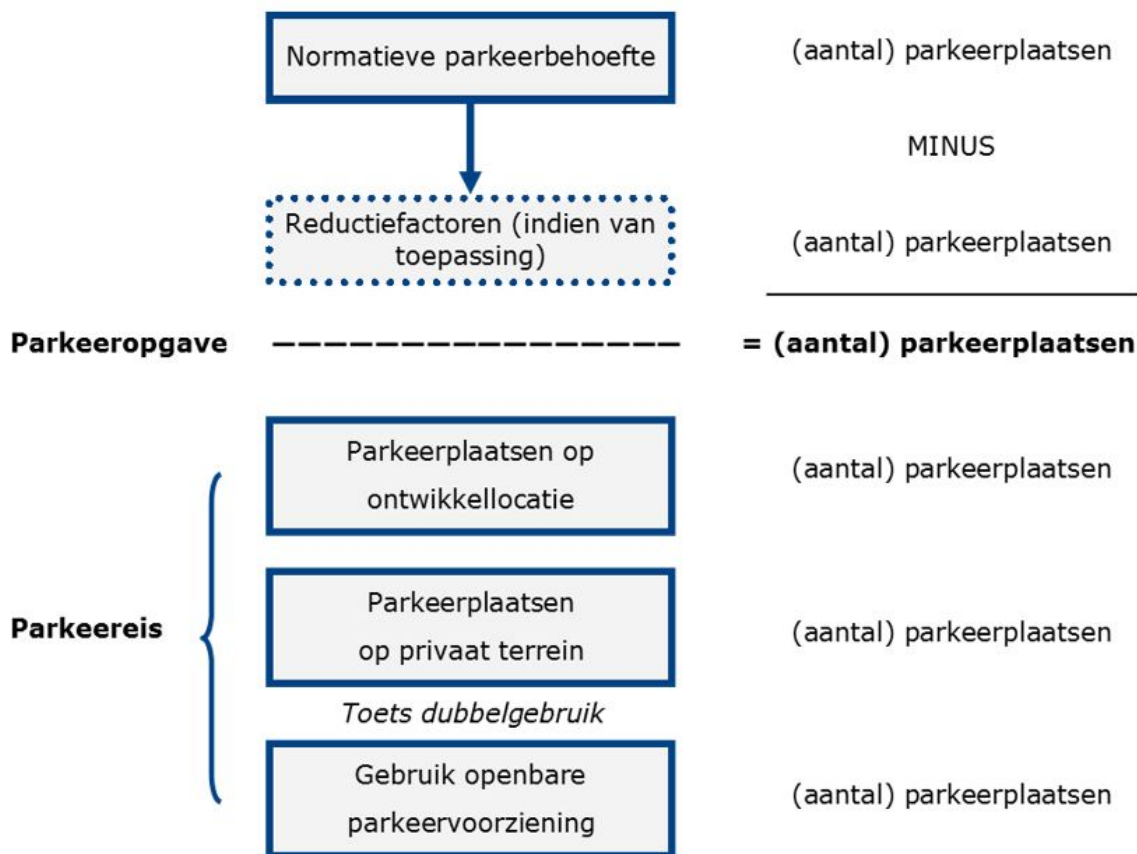 Normatieve parkeerbehoefte
(aantal) parkeerplaatsen
MINUS
Reductiefactoren (indien van
toepassing)
(aantal) parkeerplaatsen
Parkeeropgave
= (aantal) parkeerplaatsen
Parkeerplaatsen op
ontwikkellocatie
(aantal) parkeerplaatsen
Parkeereis
Parkeerplaatsen
op privaat terrein
(aantal) parkeerplaatsen
Toets dubbelgebruik
Gebruik openbare
parkeervoorziening
(aantal) parkeerplaatsen